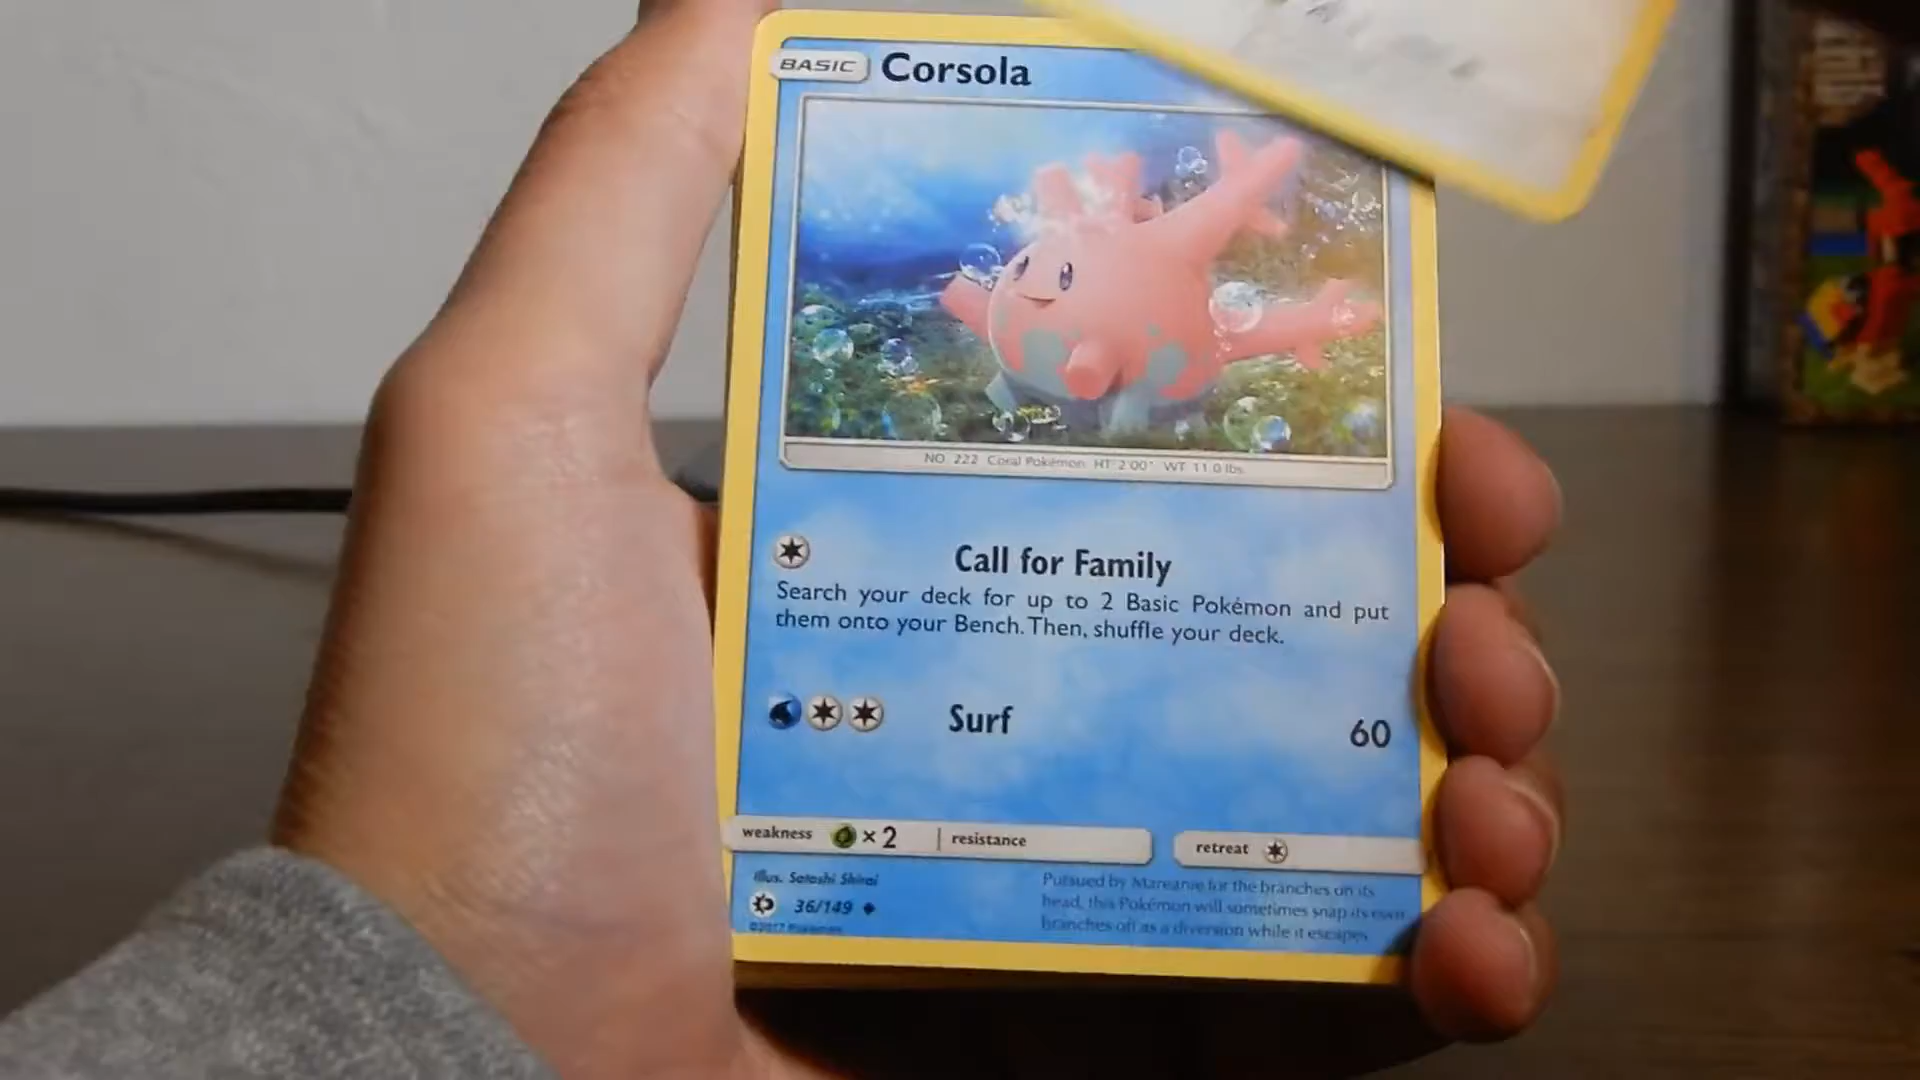 BASIC Corsola
NO. 222 Coral Pokémon HT 2'00" WT 11.0 lbs.
Call for Family
Search your deck for up to 2 Basic Pokémon and put
them onto your Bench. Then, shuffle your deck.
Surf 60
weakness ×2 resistance retreat
Illus. Satoshi Shirai
36/149
©2017 Pokémon
Pursued by Mareanie for the branches on its
head, this Pokémon will sometimes snap its own
branches off as a diversion while it escapes.